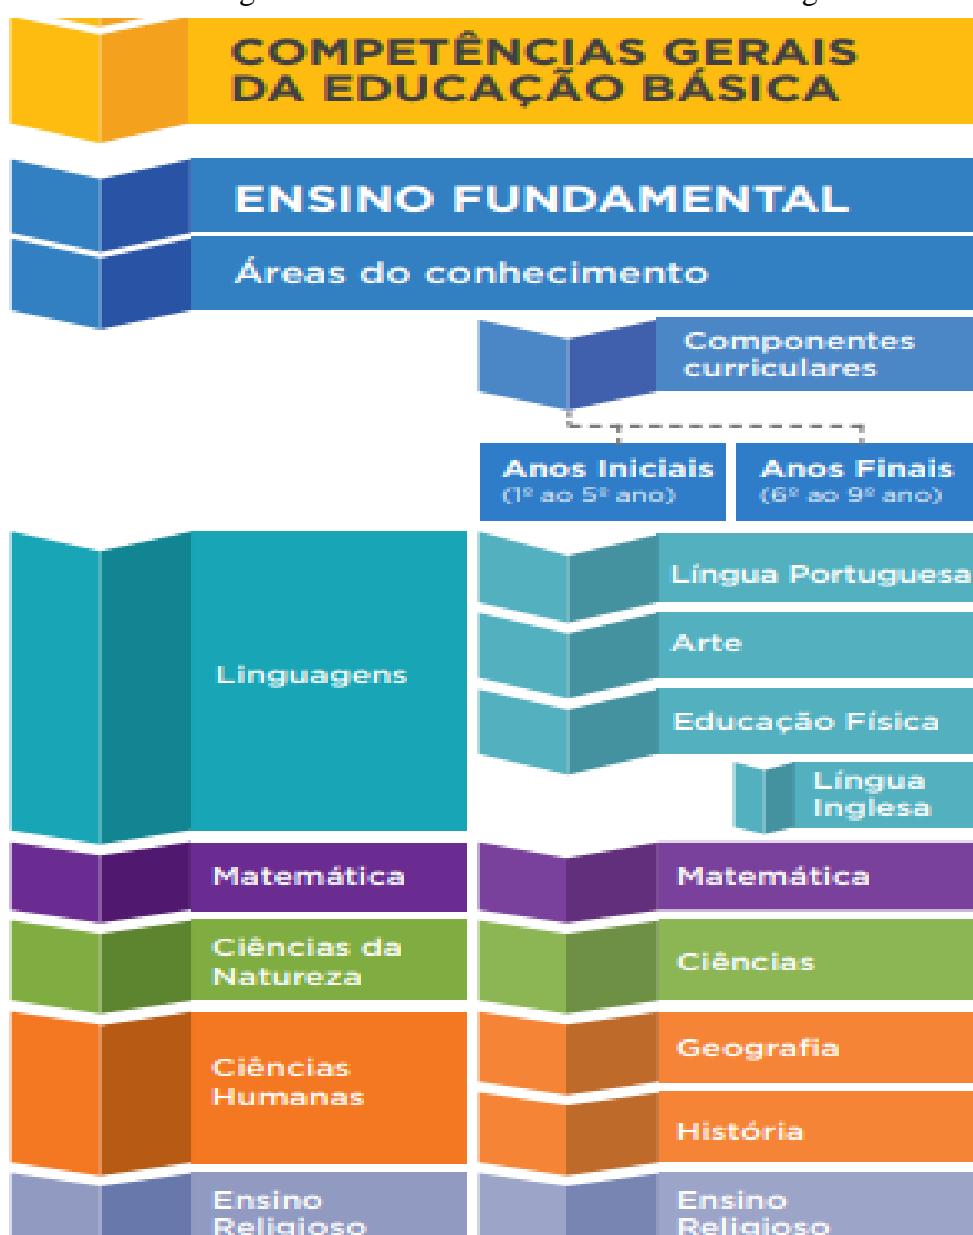 COMPETÊNCIAS GERAIS
DA EDUCAÇÃO BÁSICA
ENSINO FUNDAMENTAL
Áreas do conhecimento
Componentes
curriculares
Anos Iniciais
(1º ao 5º ano)
Anos Finais
(6º ao 9º ano)
Linguagens
Língua Portuguesa
Arte
Educação Física
Língua
Inglesa
Matemática
Matemática
Ciências da
Natureza
Ciências
Ciências
Humanas
Geografia
História
Ensino
Religioso
Ensino
Religioso